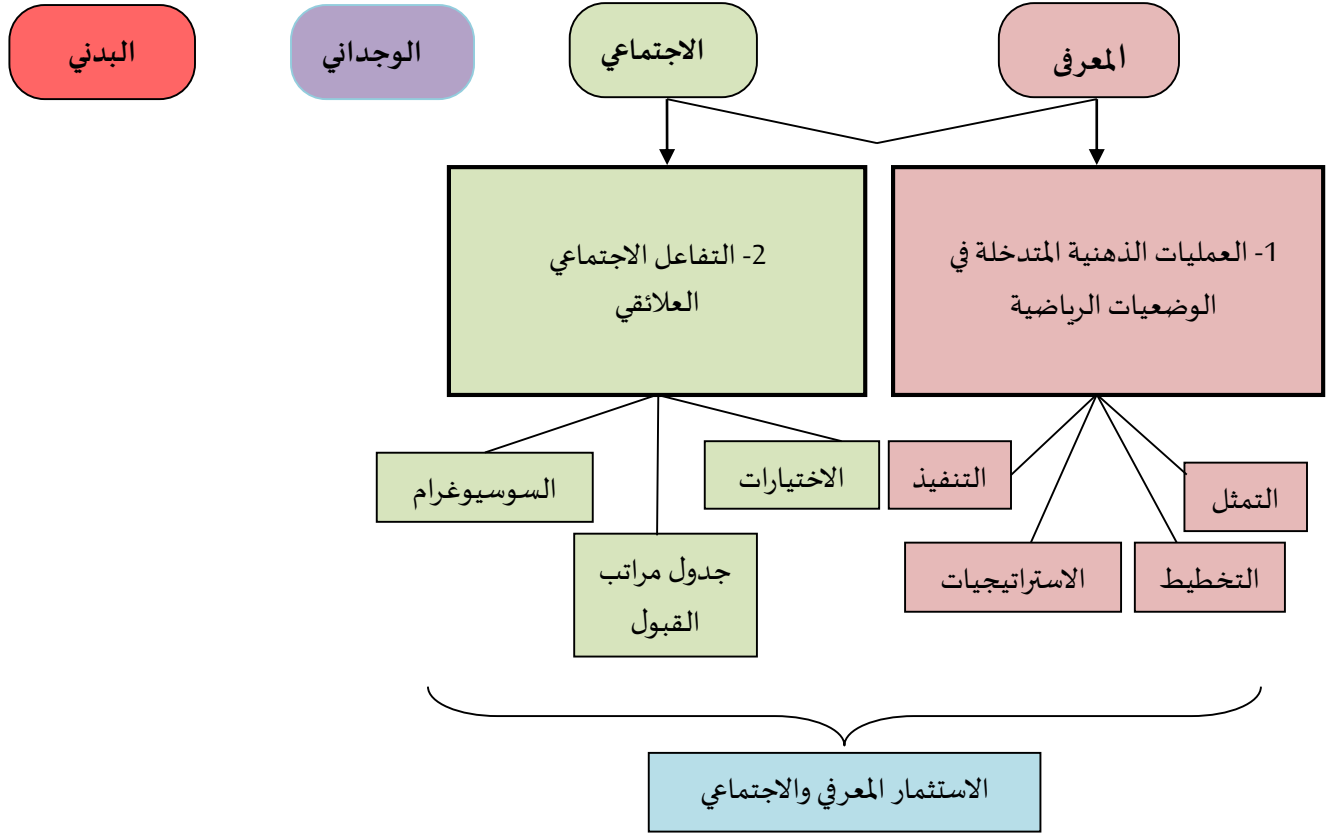 المعرفى
الاجتماعي
الوجداني
البدني
1- العمليات الذهنية المتدخلة في
الوضعيات الرياضية
2- التفاعل الاجتماعي
العلائقي
التمثل
التخطيط
الاستراتيجيات
التنفيذ
الاختيارات
جدول مراتب
القبول
السوسيوغرام
الاستثمار المعرفي والاجتماعي